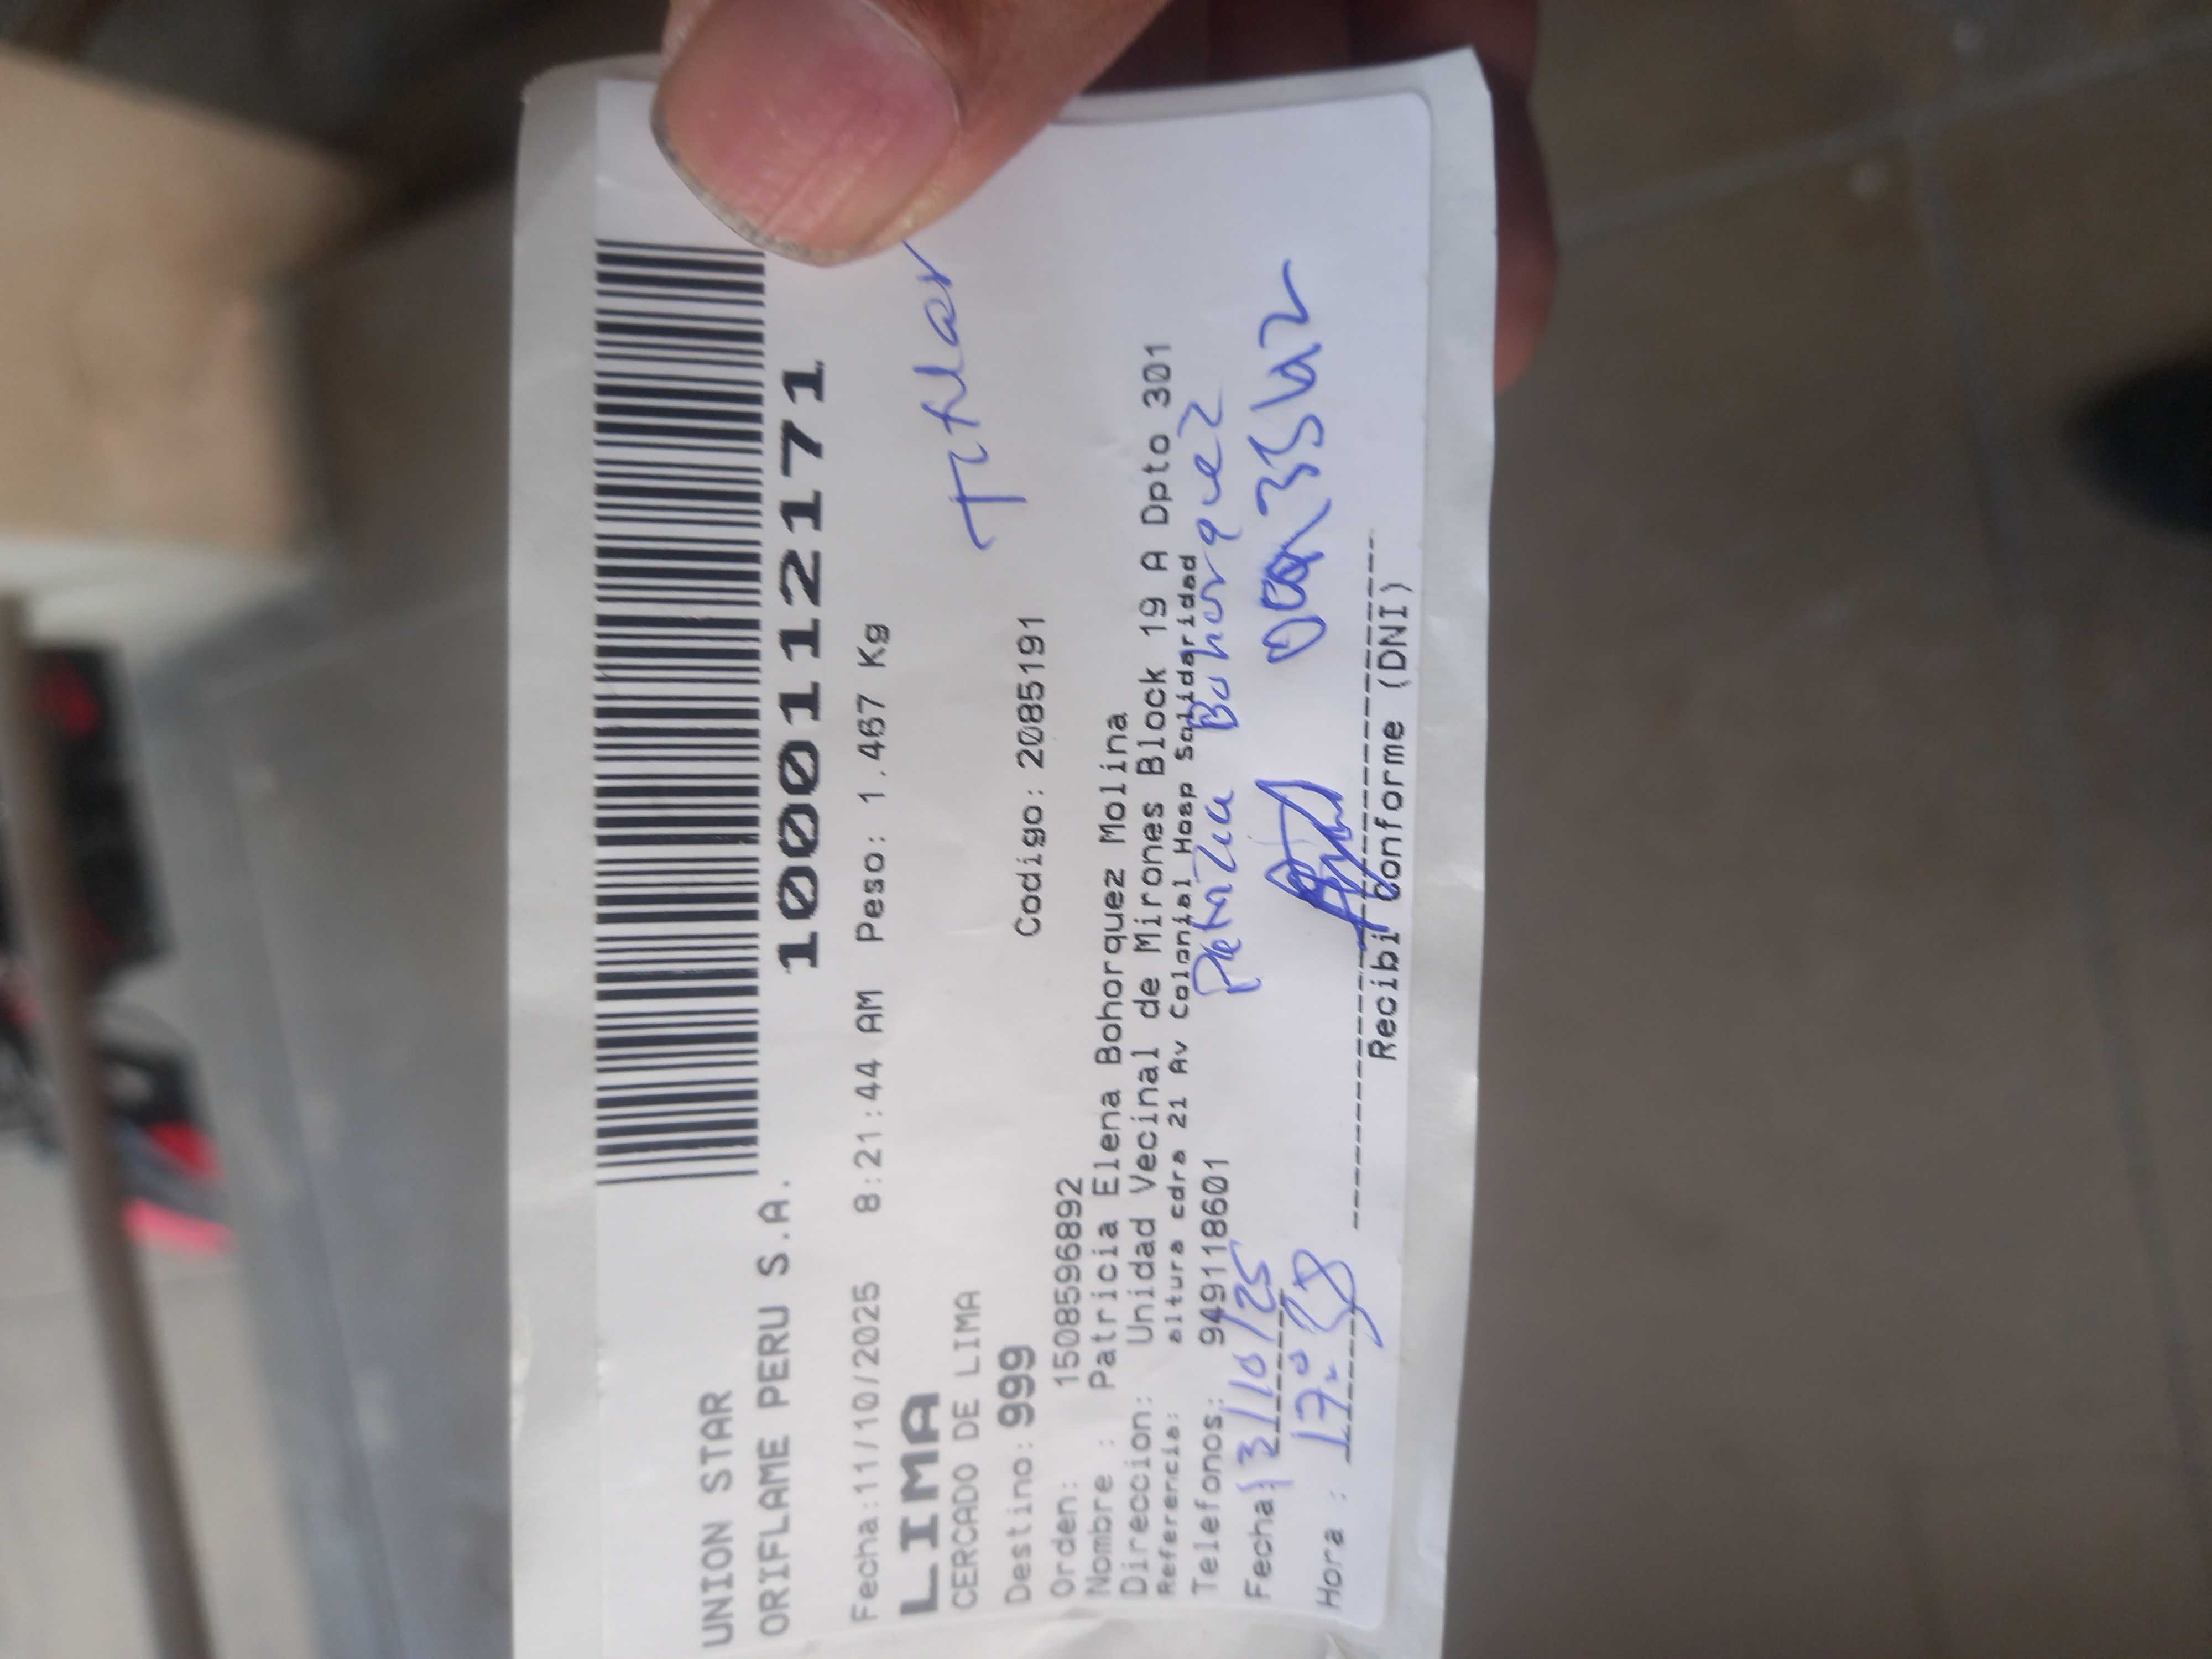 UNION STAR
ORIFLAME PERU S.A.
1000112171
Fecha:11/10/2025 8:21:44 AM Peso: 1.467 Kg
LIMA
CERCADO DE LIMA
Titular
Destino:999 Codigo: 2085191
Orden: 1508596892
Nombre : Patricia Elena Bohorquez Molina
Direccion: Unidad Vecinal de Mirones Block 19 A Dpto 301
Referencia: altura cdra 21 Av Colonial Hosp Solidaridad
Telefonos: 949118601
Patricia Bohorquez
Fecha: 13/10/25
Hora :
Recibi Conforme (DNI)